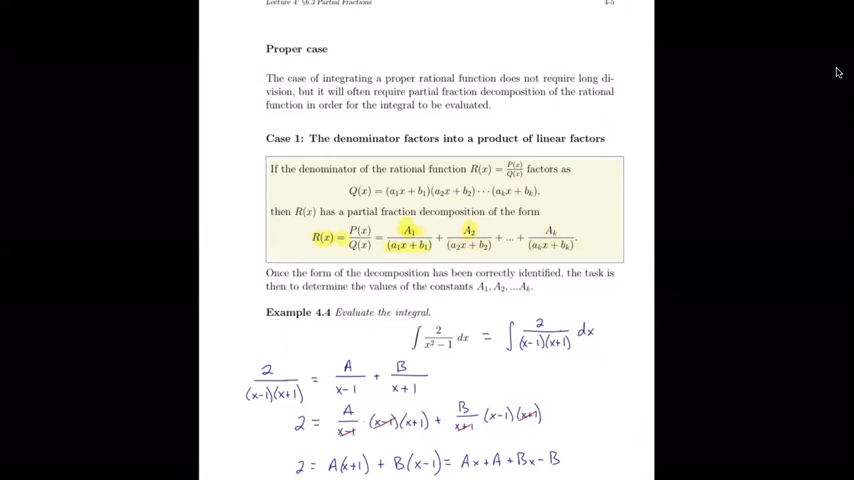 Lecture 4: §6.3 Partial Fractions 4-5
Proper case
The case of integrating a proper rational function does not require long di-
vision, but it will often require partial fraction decomposition of the rational
function in order for the integral to be evaluated.
Case 1: The denominator factors into a product of linear factors
If the denominator of the rational function R(x) = P(x)/Q(x) factors as
Q(x) = (a₁x + b₁)(a₂x + b₂) · · · (aₖx + bₖ),
then R(x) has a partial fraction decomposition of the form
R(x) = P(x)/Q(x) = A₁/(a₁x + b₁) + A₂/(a₂x + b₂) + ... + Aₖ/(aₖx + bₖ).
Once the form of the decomposition has been correctly identified, the task is
then to determine the values of the constants A₁, A₂, ...Aₖ.
Example 4.4 Evaluate the integral.
∫ 2/(x² − 1) dx = ∫ 2/((x-1)(x+1)) dx
2/((x-1)(x+1)) = A/(x-1) + B/(x+1)
2 = A/(x-1) · (x-1)(x+1) + B/(x+1) (x-1)(x+1)
2 = A(x+1) + B(x-1) = Ax + A + Bx - B